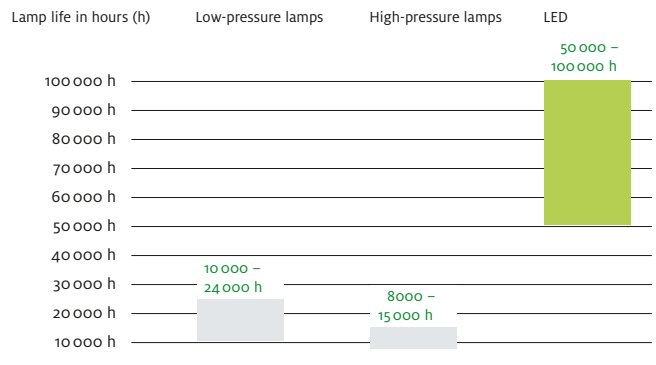 Lamp life in hours (h) Low-pressure lamps High-pressure lamps LED
50 000 –
100 000 h
100 000 h
90 000 h
80 000 h
70 000 h
60 000 h
50 000 h
40 000 h
10 000 –
24 000 h
30 000 h
8000 –
15 000 h
20 000 h
10 000 h